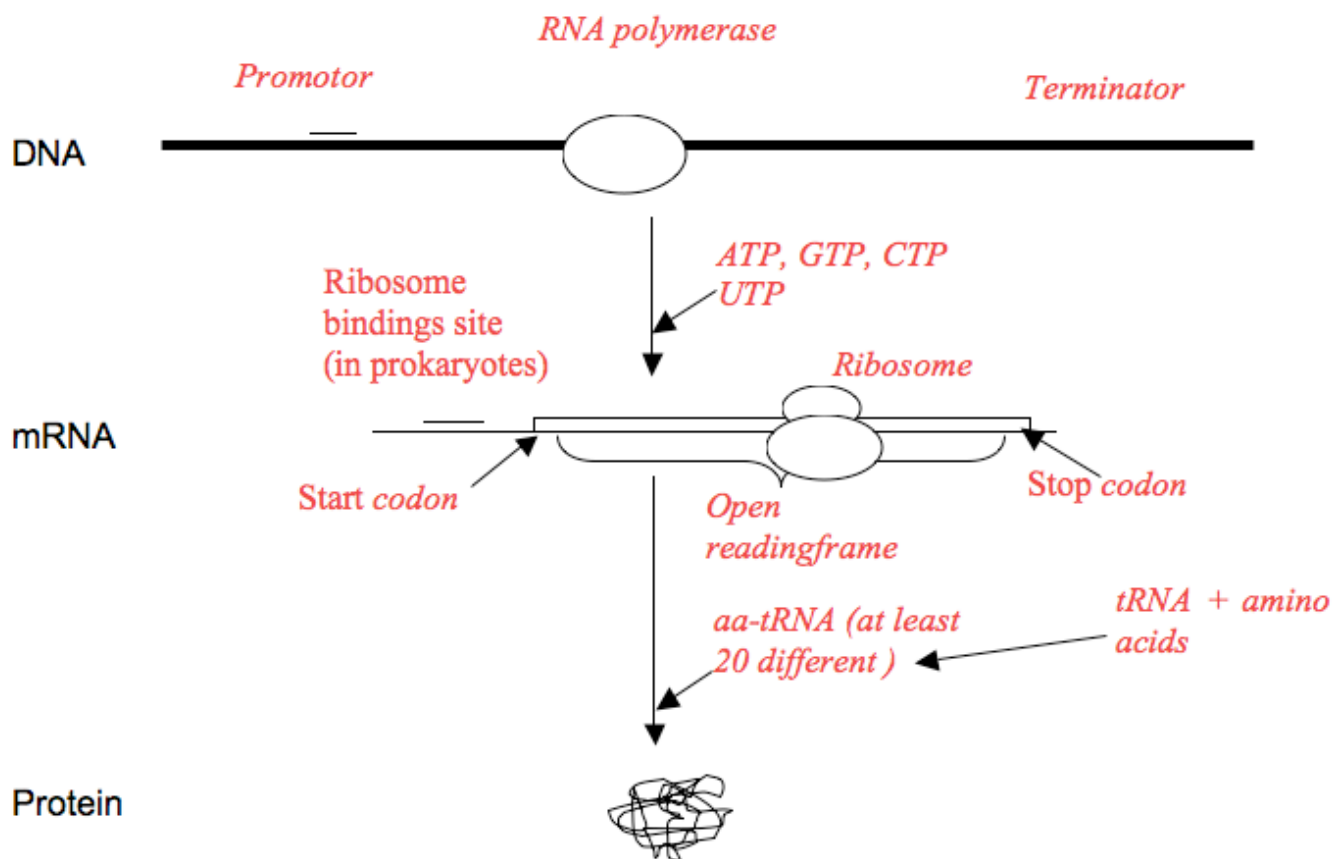 RNA polymerase
Promotor
Terminator
DNA
ATP, GTP, CTP
UTP
Ribosome
bindings site
(in prokaryotes)
Ribosome
mRNA
Start codon
Stop codon
Open
readingframe
aa-tRNA (at least
20 different )
tRNA + amino
acids
Protein